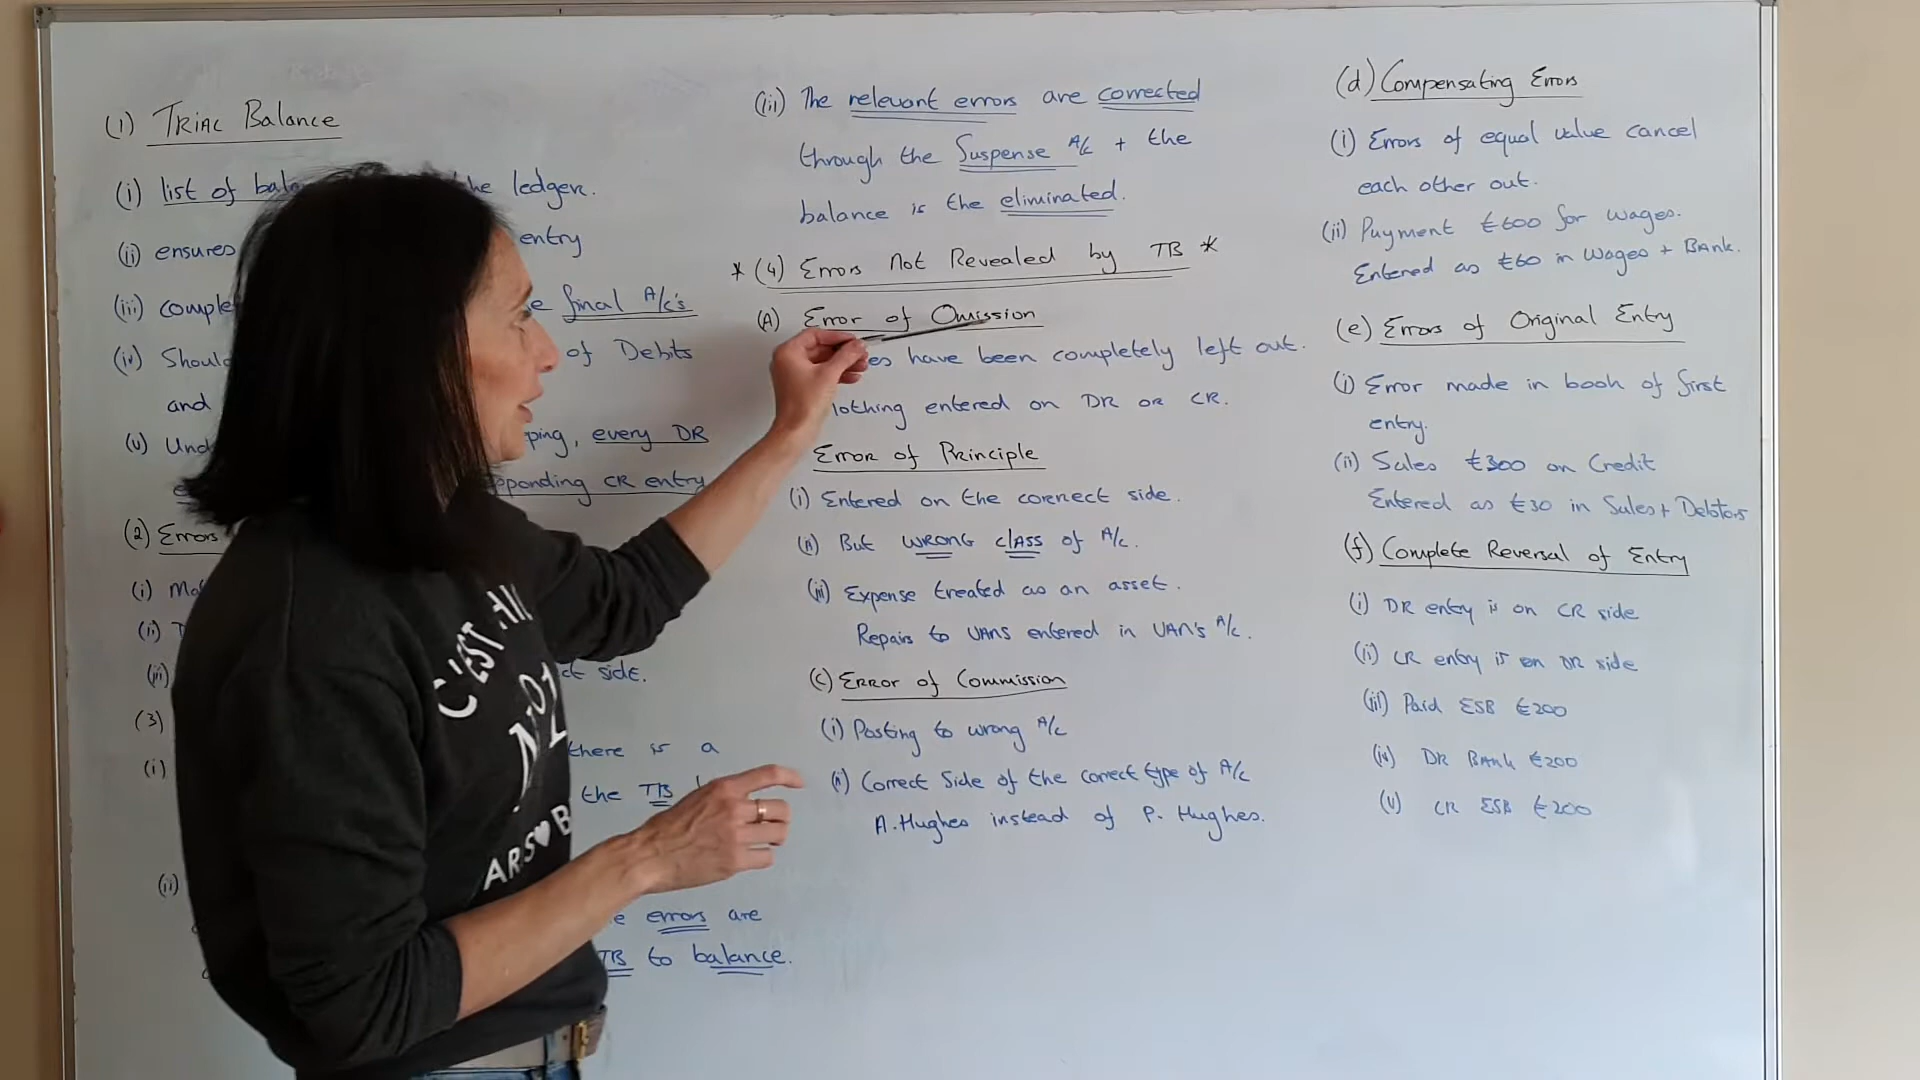 (1) TRIAL Balance
(i) list of ledger.
(ii) ensures entry
(iii) final A/c's
(iv) of Debits
and
(v) every DR
CR entry
(2) Errors
(i)
(ii)
(iii) side.
(3)
(i) there is a
the TB
(ii)
errors are
TB to balance.
(iii) The relevant errors are corrected
through the Suspense A/c + the
balance is the eliminated.
* (4) Errors Not Revealed by TB *
(A) Error of Omission
have been completely left out.
entered on DR or CR.
Error of Principle
(i) Entered on the correct side.
(ii) But WRONG class of A/c.
(iii) Expense treated as an asset.
Repairs to VANS entered in VAN'S A/c.
(c) Error of Commission
(i) Posting to wrong A/c
(ii) Correct Side of the correct type of A/c
A. Hughes instead of P. Hughes.
(d) Compensating Errors
(i) Errors of equal value cancel
each other out.
(ii) Payment €600 for wages.
Entered as €60 in Wages + Bank.
(e) Errors of Original Entry
(i) Error made in book of first
entry.
(ii) Sales €300 on Credit
Entered as €30 in Sales + Debtors
(f) Complete Reversal of Entry
(i) DR entry is on CR side
(ii) CR entry is on DR side
(iii) Paid ESB €200
(iv) DR Bank €200
(v) CR ESB €200
C'EST